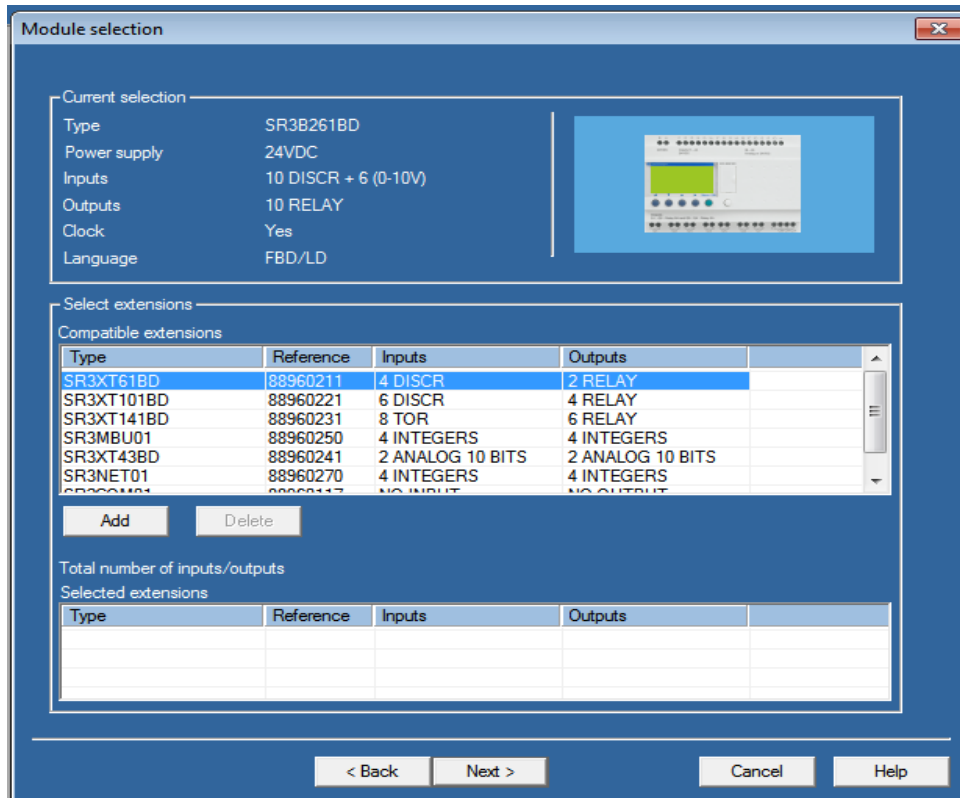 Module selection
Current selection
Type SR3B261BD
Power supply 24VDC
Inputs 10 DISCR + 6 (0-10V)
Outputs 10 RELAY
Clock Yes
Language FBD/LD
Select extensions
Compatible extensions
Type Reference Inputs Outputs
SR3XT61BD 88960211 4 DISCR 2 RELAY
SR3XT101BD 88960221 6 DISCR 4 RELAY
SR3XT141BD 88960231 8 TOR 6 RELAY
SR3MBU01 88960250 4 INTEGERS 4 INTEGERS
SR3XT43BD 88960241 2 ANALOG 10 BITS 2 ANALOG 10 BITS
SR3NET01 88960270 4 INTEGERS 4 INTEGERS
NO INPUT NO OUTPUT
Add Delete
Total number of inputs/outputs
Selected extensions
Type Reference Inputs Outputs
< Back Next > Cancel Help